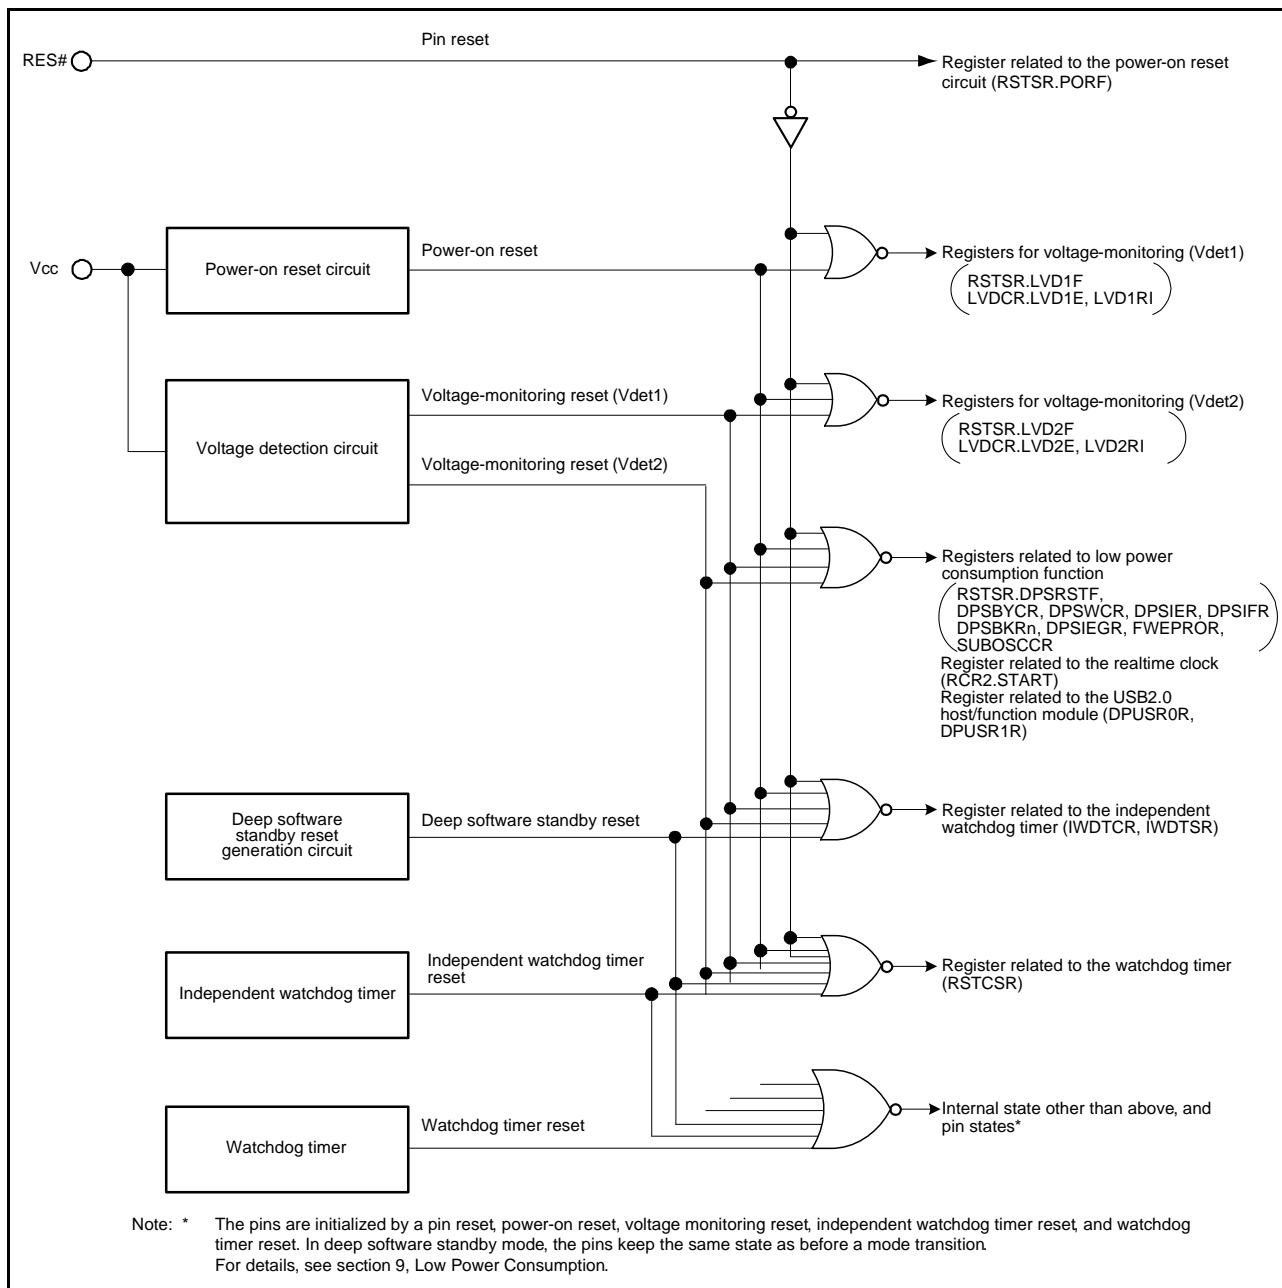 Pin reset
RES#
Register related to the power-on reset
circuit (RSTSR.PORF)
Vcc
Power-on reset circuit
Power-on reset
Registers for voltage-monitoring (Vdet1)
RSTSR.LVD1F
LVDCR.LVD1E, LVD1RI
Voltage detection circuit
Voltage-monitoring reset (Vdet1)
Voltage-monitoring reset (Vdet2)
Registers for voltage-monitoring (Vdet2)
RSTSR.LVD2F
LVDCR.LVD2E, LVD2RI
Registers related to low power
consumption function
RSTSR.DPSRSTF,
DPSBYCR, DPSWCR, DPSIER, DPSIFR
DPSBKRn, DPSIEGR, FWEPROR,
SUBOSCCR
Register related to the realtime clock
(RCR2.START)
Register related to the USB2.0
host/function module (DPUSR0R,
DPUSR1R)
Deep software
standby reset
generation circuit
Deep software standby reset
Register related to the independent
watchdog timer (IWDTCR, IWDTSR)
Independent watchdog timer
Independent watchdog timer
reset
Register related to the watchdog timer
(RSTCSR)
Watchdog timer
Watchdog timer reset
Internal state other than above, and
pin states*
Note: * The pins are initialized by a pin reset, power-on reset, voltage monitoring reset, independent watchdog timer reset, and watchdog
timer reset. In deep software standby mode, the pins keep the same state as before a mode transition.
For details, see section 9, Low Power Consumption.